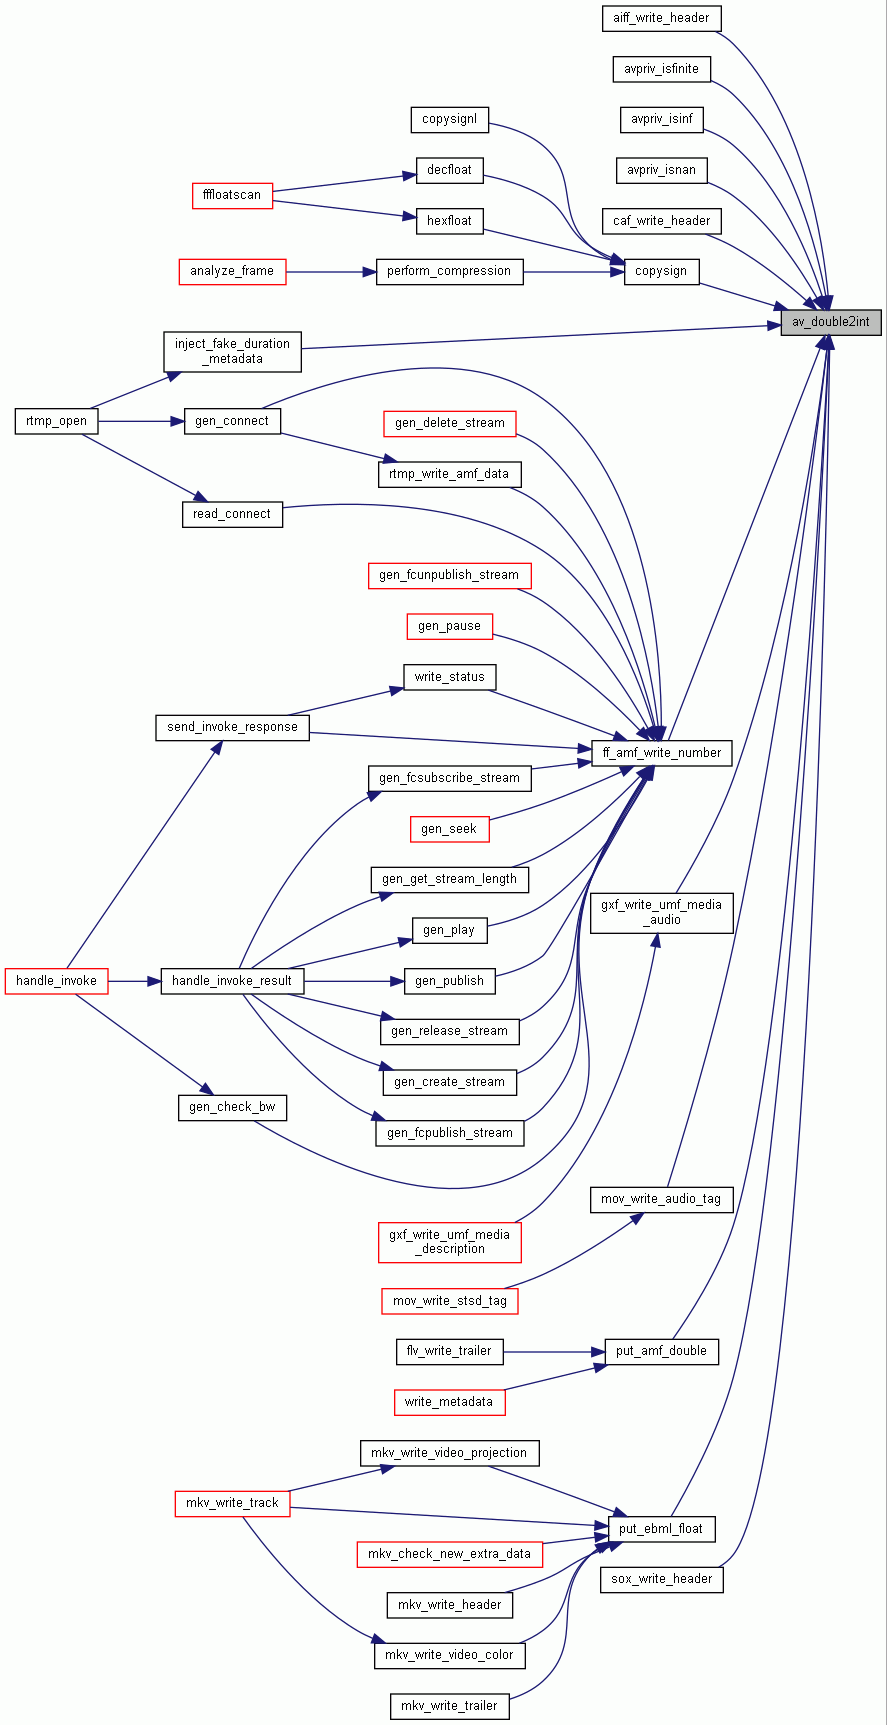 aiff_write_header
avpriv_isfinite
copysignl
avpriv_isinf
decfloat
avpriv_isnan
fffloatscan
hexfloat
caf_write_header
analyze_frame
perform_compression
copysign
av_double2int
inject_fake_duration
_metadata
rtmp_open
gen_connect
gen_delete_stream
rtmp_write_amf_data
read_connect
gen_fcunpublish_stream
gen_pause
write_status
send_invoke_response
ff_amf_write_number
gen_fcsubscribe_stream
gen_seek
gen_get_stream_length
gxf_write_umf_media
_audio
gen_play
handle_invoke
handle_invoke_result
gen_publish
gen_release_stream
gen_create_stream
gen_check_bw
gen_fcpublish_stream
mov_write_audio_tag
gxf_write_umf_media
_description
mov_write_stsd_tag
flv_write_trailer
put_amf_double
write_metadata
mkv_write_video_projection
mkv_write_track
put_ebml_float
mkv_check_new_extra_data
sox_write_header
mkv_write_header
mkv_write_video_color
mkv_write_trailer